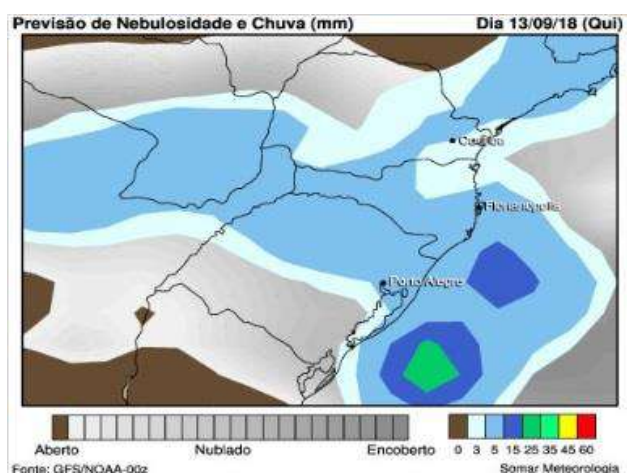 Previsão de Nebulosidade e Chuva (mm) Dia 13/09/18 (Qui)
Curitiba
Florianópolis
Porto Alegre
0 3 5 15 25 35 45 60
Aberto Nublado Encoberto
Fonte: GFS/NOAA-00z Somar Meteorologia